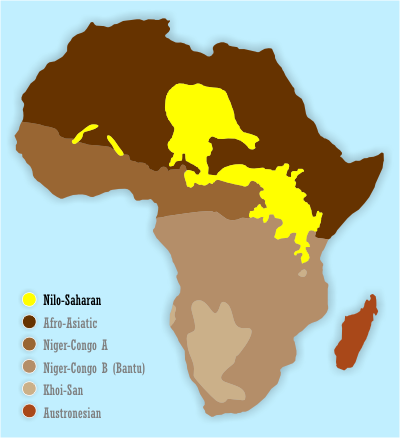 Nilo-Saharan
Afro-Asiatic
Niger-Congo A
Niger-Congo B (Bantu)
Khoi-San
Austronesian